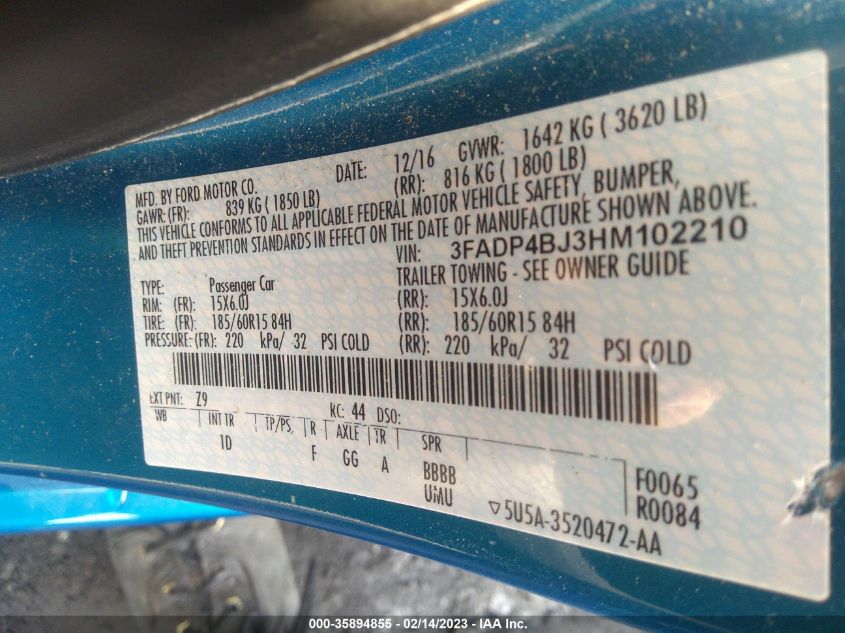 MFD. BY FORD MOTOR CO. DATE: 12/16 GVWR: 1642 KG ( 3620 LB)
GAWR: (FR): 839 KG ( 1850 LB) (RR): 816 KG ( 1800 LB)
THIS VEHICLE CONFORMS TO ALL APPLICABLE FEDERAL MOTOR VEHICLE SAFETY, BUMPER,
AND THEFT PREVENTION STANDARDS IN EFFECT ON THE DATE OF MANUFACTURE SHOWN ABOVE.
VIN: 3FADP4BJ3HM102210
TYPE: Passenger Car TRAILER TOWING - SEE OWNER GUIDE
RIM: (FR): 15X6.0J (RR): 15X6.0J
TIRE: (FR): 185/60R15 84H (RR): 185/60R15 84H
PRESSURE: (FR): 220 kPa/ 32 PSI COLD (RR): 220 kPa/ 32 PSI COLD
EXT PNT: Z9 RC: 44 DSO:
WB INT TR TP/PS R AXLE TR SPR
1D F GG A BBBB F0065
UMU R0084
▽5U5A-3520472-AA
000-35894855 - 02/14/2023 - IAA Inc.